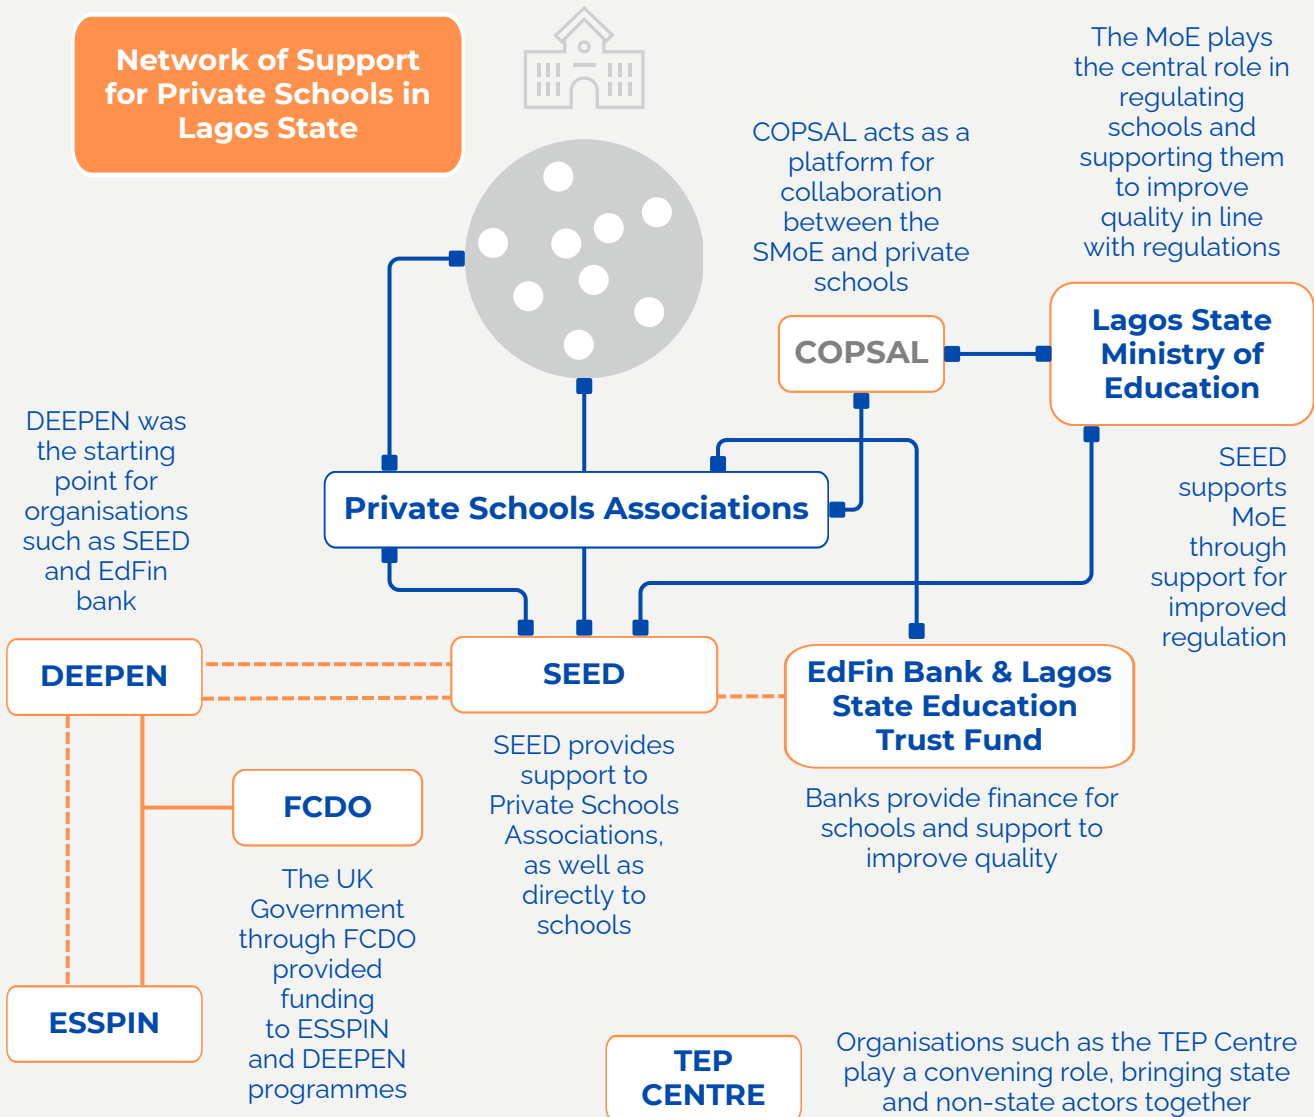 Network of Support
for Private Schools in
Lagos State
The MoE plays
the central role in
regulating
schools and
supporting them
to improve
quality in line
with regulations
COPSAL acts as a
platform for
collaboration
between the
SMoE and private
schools
COPSAL
Lagos State
Ministry of
Education
DEEPEN was
the starting
point for
organisations
such as SEED
and EdFin
bank
Private Schools Associations
SEED
supports
MoE
through
support for
improved
regulation
DEEPEN
SEED
EdFin Bank & Lagos
State Education
Trust Fund
SEED provides
support to
Private Schools
Associations,
as well as
directly to
schools
Banks provide finance for
schools and support to
improve quality
FCDO
The UK
Government
through FCDO
provided
funding
to ESSPIN
and DEEPEN
programmes
ESSPIN
TEP
CENTRE
Organisations such as the TEP Centre
play a convening role, bringing state
and non-state actors together